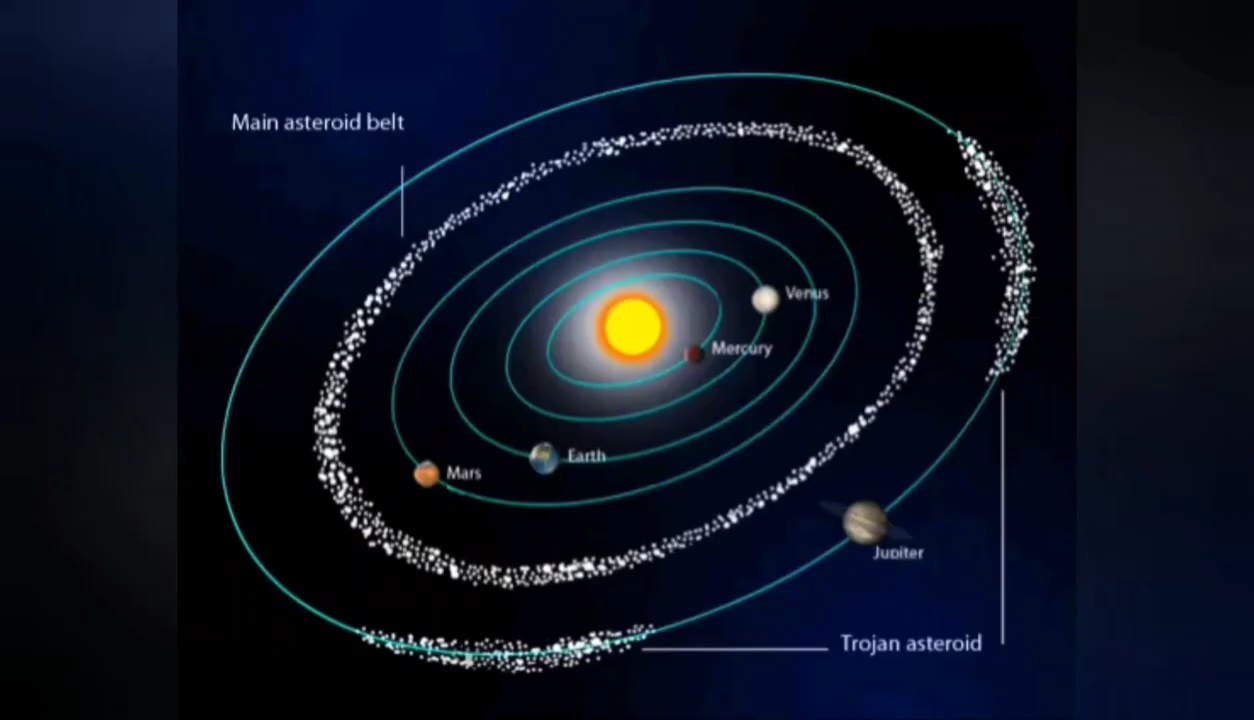 Main asteroid belt
Venus
Mercury
Earth
Mars
Jupiter
Trojan asteroid